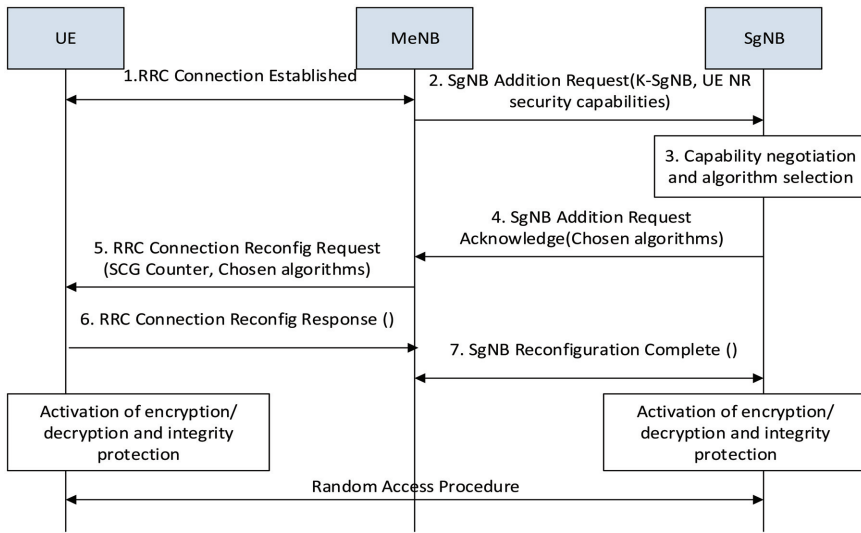 UE
MeNB
SgNB
1.RRC Connection Established
2. SgNB Addition Request(K-SgNB, UE NR
security capabilities)
3. Capability negotiation
and algorithm selection
4. SgNB Addition Request
Acknowledge(Chosen algorithms)
5. RRC Connection Reconfig Request
(SCG Counter, Chosen algorithms)
6. RRC Connection Reconfig Response ()
7. SgNB Reconfiguration Complete ()
Activation of encryption/
decryption and integrity
protection
Activation of encryption/
decryption and integrity
protection
Random Access Procedure